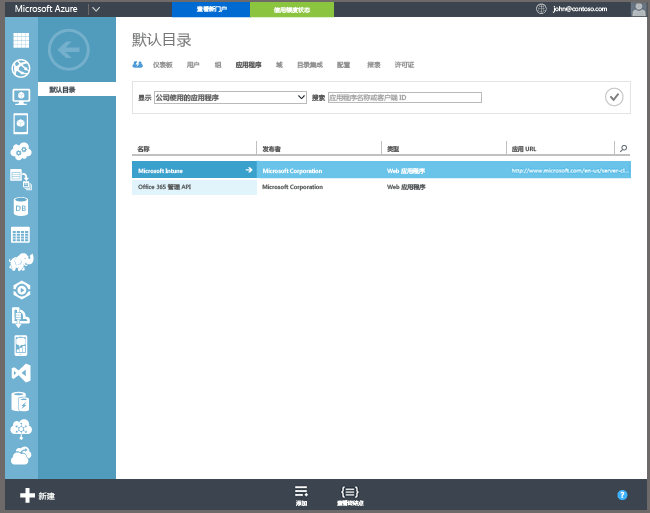 Microsoft Azure
查看新门户
信用额度状态
john@contoso.com
默认目录
默认目录
仪表板 用户 组 应用程序 域 目录集成 配置 报表 许可证
显示 公司使用的应用程序 搜索 应用程序名称或客户端 ID
名称 发布者 类型 应用 URL
Microsoft Intune Microsoft Corporation Web 应用程序 http://www.microsoft.com/en-us/server-cl...
Office 365 管理 API Microsoft Corporation Web 应用程序
DB
新建
添加
查看终结点
?